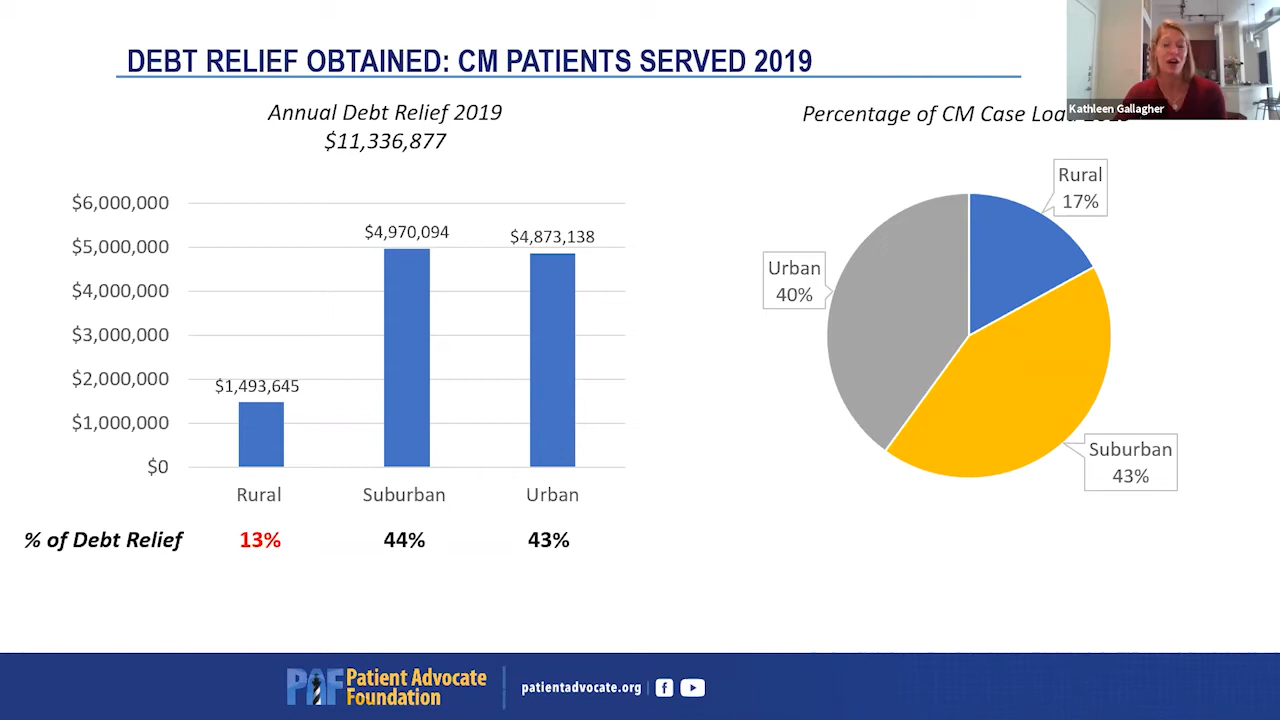 DEBT RELIEF OBTAINED: CM PATIENTS SERVED 2019
Kathleen Gallagher
Annual Debt Relief 2019
$11,336,877
$6,000,000
$5,000,000
$4,000,000
$3,000,000
$2,000,000
$1,000,000
$0
$1,493,645
$4,970,094
$4,873,138
Rural
Suburban
Urban
% of Debt Relief
13%
44%
43%
Percentage of CM Case Load
Rural
17%
Urban
40%
Suburban
43%
PAF
Patient Advocate
Foundation
patientadvocate.org